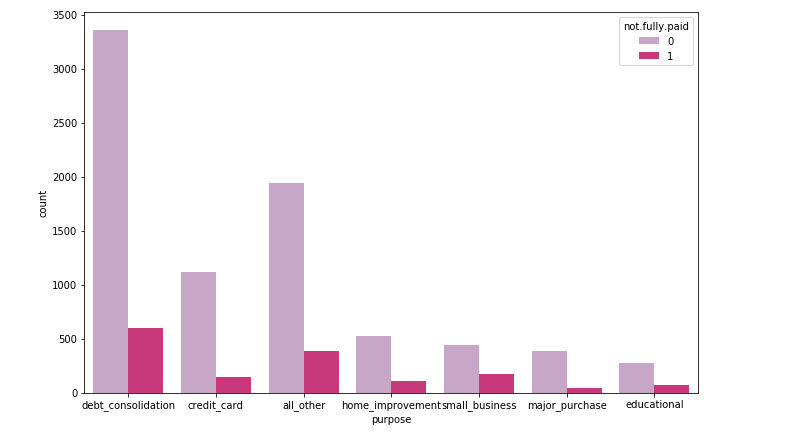 3500
3000
2500
2000
1500
1000
500
0
count
not.fully.paid
0
1
debt_consolidation credit_card all_other home_improvement small_business major_purchase educational
purpose